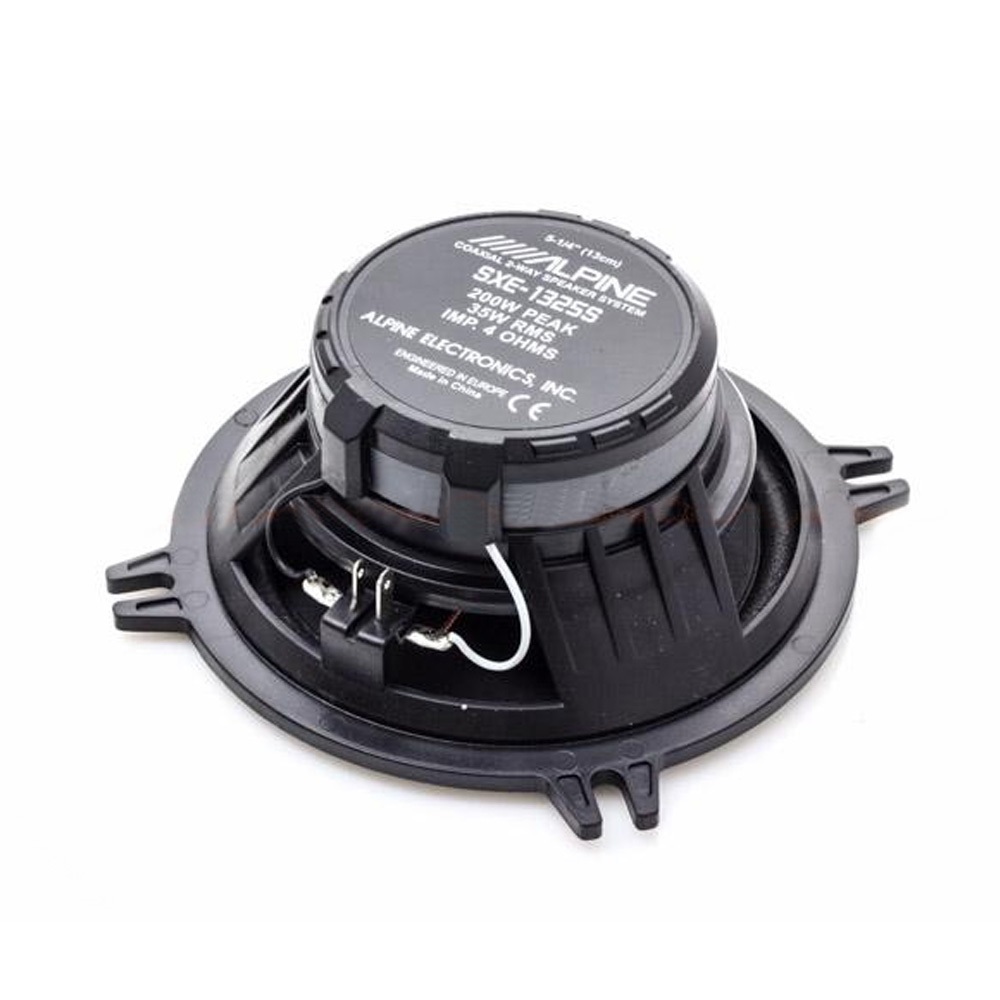 5-1/4" (13cm)
ALPINE
COAXIAL 2-WAY SPEAKER SYSTEM
SXE-1325S
200W PEAK
35W RMS
IMP. 4 OHMS
ALPINE ELECTRONICS, INC.
ENGINEERED IN EUROPE
Made in China
CE